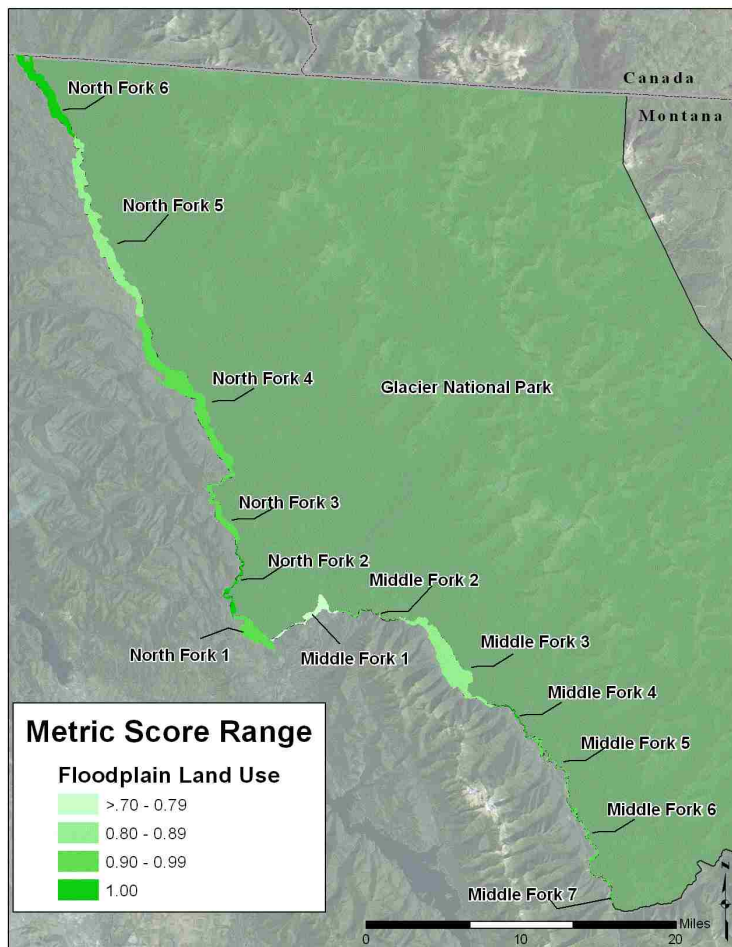 Canada
Montana
North Fork 6
North Fork 5
North Fork 4
Glacier National Park
North Fork 3
North Fork 2
Middle Fork 2
North Fork 1
Middle Fork 1
Middle Fork 3
Middle Fork 4
Middle Fork 5
Middle Fork 6
Middle Fork 7
Metric Score Range
Floodplain Land Use
>.70 - 0.79
0.80 - 0.89
0.90 - 0.99
1.00
N
Miles
0 10 20